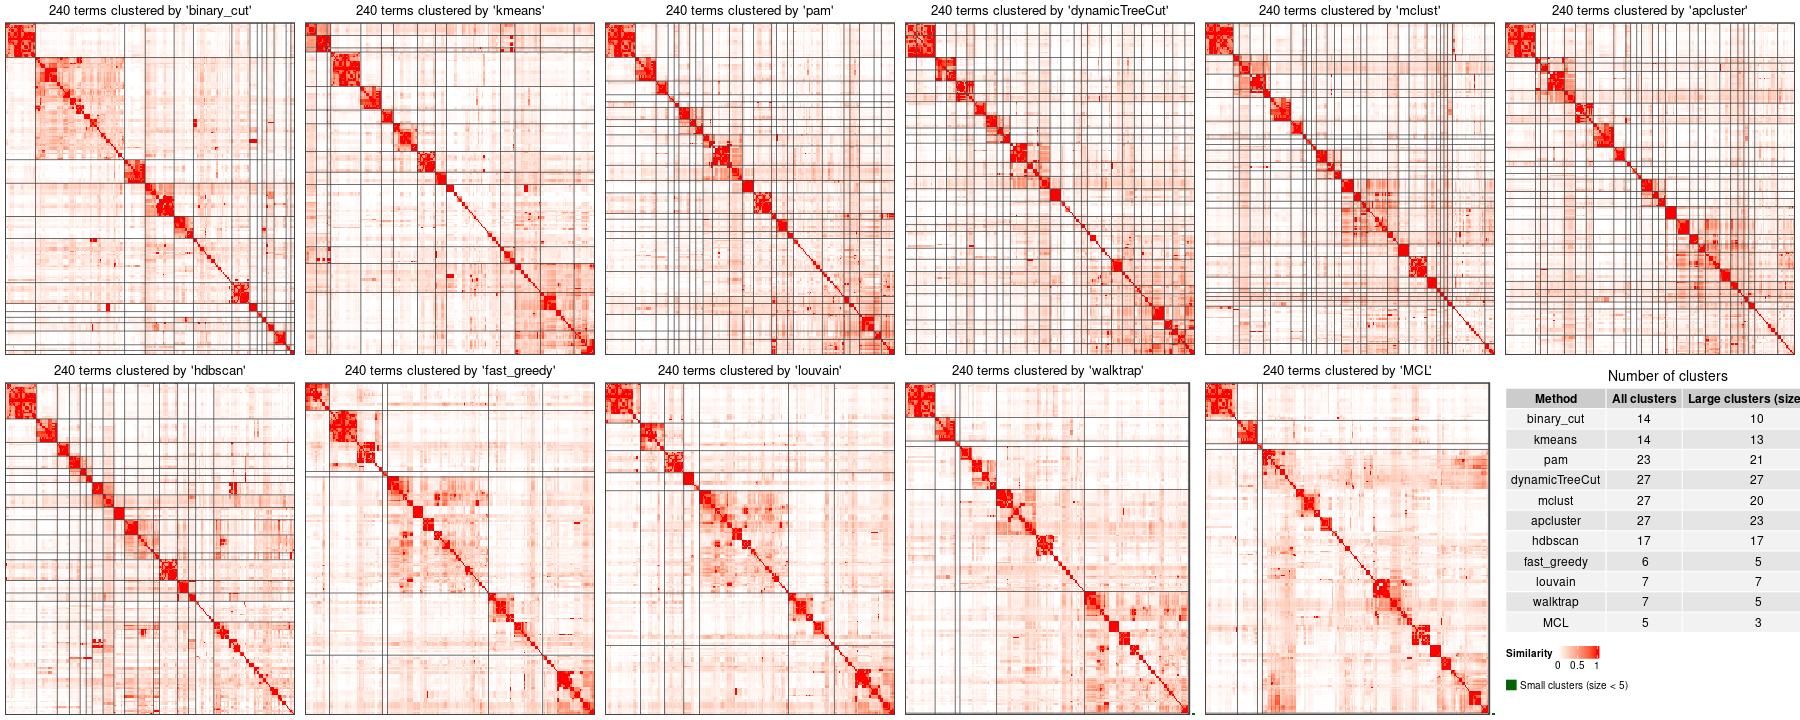 240 terms clustered by 'binary_cut'
240 terms clustered by 'kmeans'
240 terms clustered by 'pam'
240 terms clustered by 'dynamicTreeCut'
240 terms clustered by 'mclust'
240 terms clustered by 'apcluster'
240 terms clustered by 'hdbscan'
240 terms clustered by 'fast_greedy'
240 terms clustered by 'louvain'
240 terms clustered by 'walktrap'
240 terms clustered by 'MCL'
Number of clusters
Method All clusters Large clusters (size
binary_cut 14 10
kmeans 14 13
pam 23 21
dynamicTreeCut 27 27
mclust 27 20
apcluster 27 23
hdbscan 17 17
fast_greedy 6 5
louvain 7 7
walktrap 7 5
MCL 5 3
Similarity
0 0.5 1
Small clusters (size < 5)